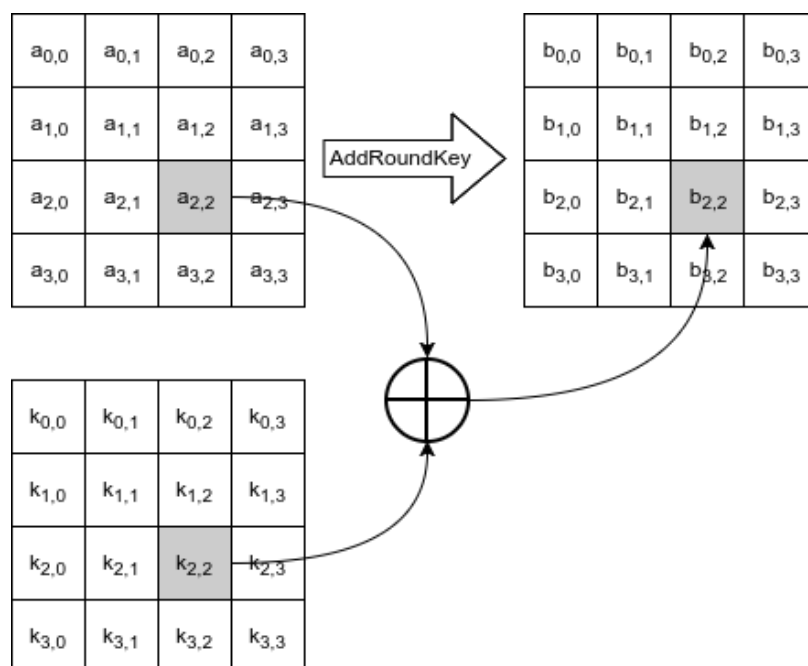 a0,0 a0,1 a0,2 a0,3
a1,0 a1,1 a1,2 a1,3
a2,0 a2,1 a2,2 a2,3
a3,0 a3,1 a3,2 a3,3
AddRoundKey
b0,0 b0,1 b0,2 b0,3
b1,0 b1,1 b1,2 b1,3
b2,0 b2,1 b2,2 b2,3
b3,0 b3,1 b3,2 b3,3
k0,0 k0,1 k0,2 k0,3
k1,0 k1,1 k1,2 k1,3
k2,0 k2,1 k2,2 k2,3
k3,0 k3,1 k3,2 k3,3